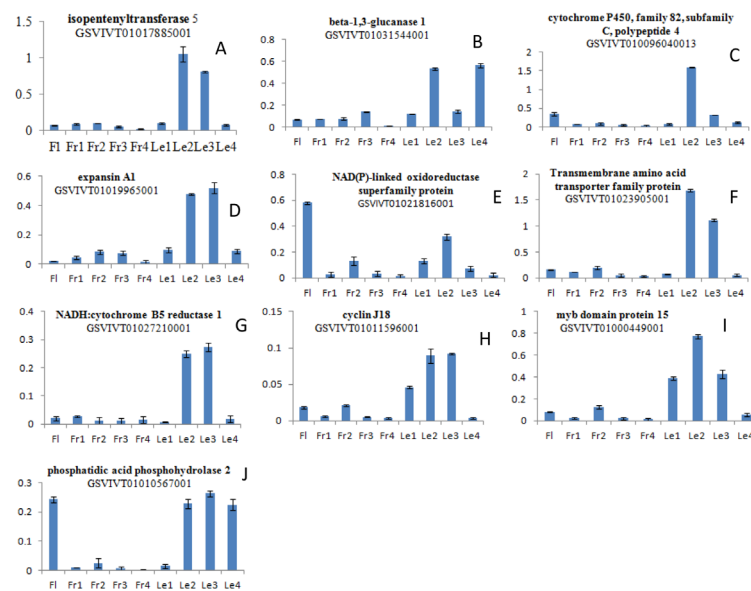 isopentenyltransferase 5
GSVIVT01017885001
A
1.5
1
0.5
0
Fl Fr1 Fr2 Fr3 Fr4 Le1 Le2 Le3 Le4
beta-1,3-glucanase 1
GSVIVT01031544001
B
0.8
0.6
0.4
0.2
0
Fl Fr1 Fr2 Fr3 Fr4 Le1 Le2 Le3 Le4
cytochrome P450, family 82, subfamily
C, polypeptide 4
GSVIVT010096040013
C
2
1.5
1
0.5
0
Fl Fr1 Fr2 Fr3 Fr4 Le1 Le2 Le3 Le4
expansin A1
GSVIVT01019965001
D
0.6
0.4
0.2
0
Fl Fr1 Fr2 Fr3 Fr4 Le1 Le2 Le3 Le4
NAD(P)-linked oxidoreductase
superfamily protein
GSVIVT01021816001
E
0.8
0.6
0.4
0.2
0
Fl Fr1 Fr2 Fr3 Fr4 Le1 Le2 Le3 Le4
Transmembrane amino acid
transporter family protein
GSVIVT01023905001
F
2
1.5
1
0.5
0
Fl Fr1 Fr2 Fr3 Fr4 Le1 Le2 Le3 Le4
NADH:cytochrome B5 reductase 1
GSVIVT01027210001
G
0.4
0.3
0.2
0.1
0
Fl Fr1 Fr2 Fr3 Fr4 Le1 Le2 Le3 Le4
cyclin J18
GSVIVT01011596001
H
0.15
0.1
0.05
0
Fl Fr1 Fr2 Fr3 Fr4 Le1 Le2 Le3 Le4
myb domain protein 15
GSVIVT01000449001
I
1
0.8
0.6
0.4
0.2
0
Fl Fr1 Fr2 Fr3 Fr4 Le1 Le2 Le3 Le4
phosphatidic acid phosphohydrolase 2
GSVIVT01010567001
J
0.3
0.2
0.1
0
Fl Fr1 Fr2 Fr3 Fr4 Le1 Le2 Le3 Le4